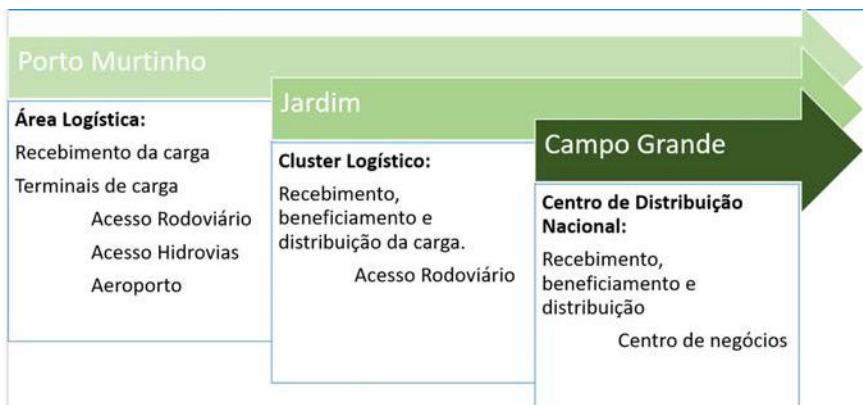 Porto Murtinho
Área Logística:
Recebimento da carga
Terminais de carga
Acesso Rodoviário
Acesso Hidrovias
Aeroporto
Jardim
Cluster Logístico:
Recebimento,
beneficiamento e
distribuição da carga.
Acesso Rodoviário
Campo Grande
Centro de Distribuição
Nacional:
Recebimento,
beneficiamento e
distribuição
Centro de negócios